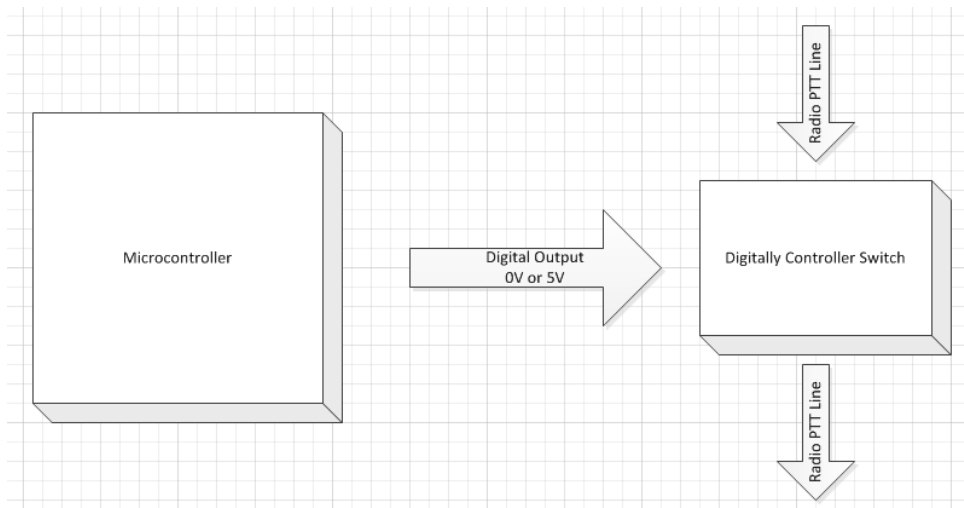 Radio PTT Line
Microcontroller
Digital Output
0V or 5V
Digitally Controller Switch
Radio PTT Line